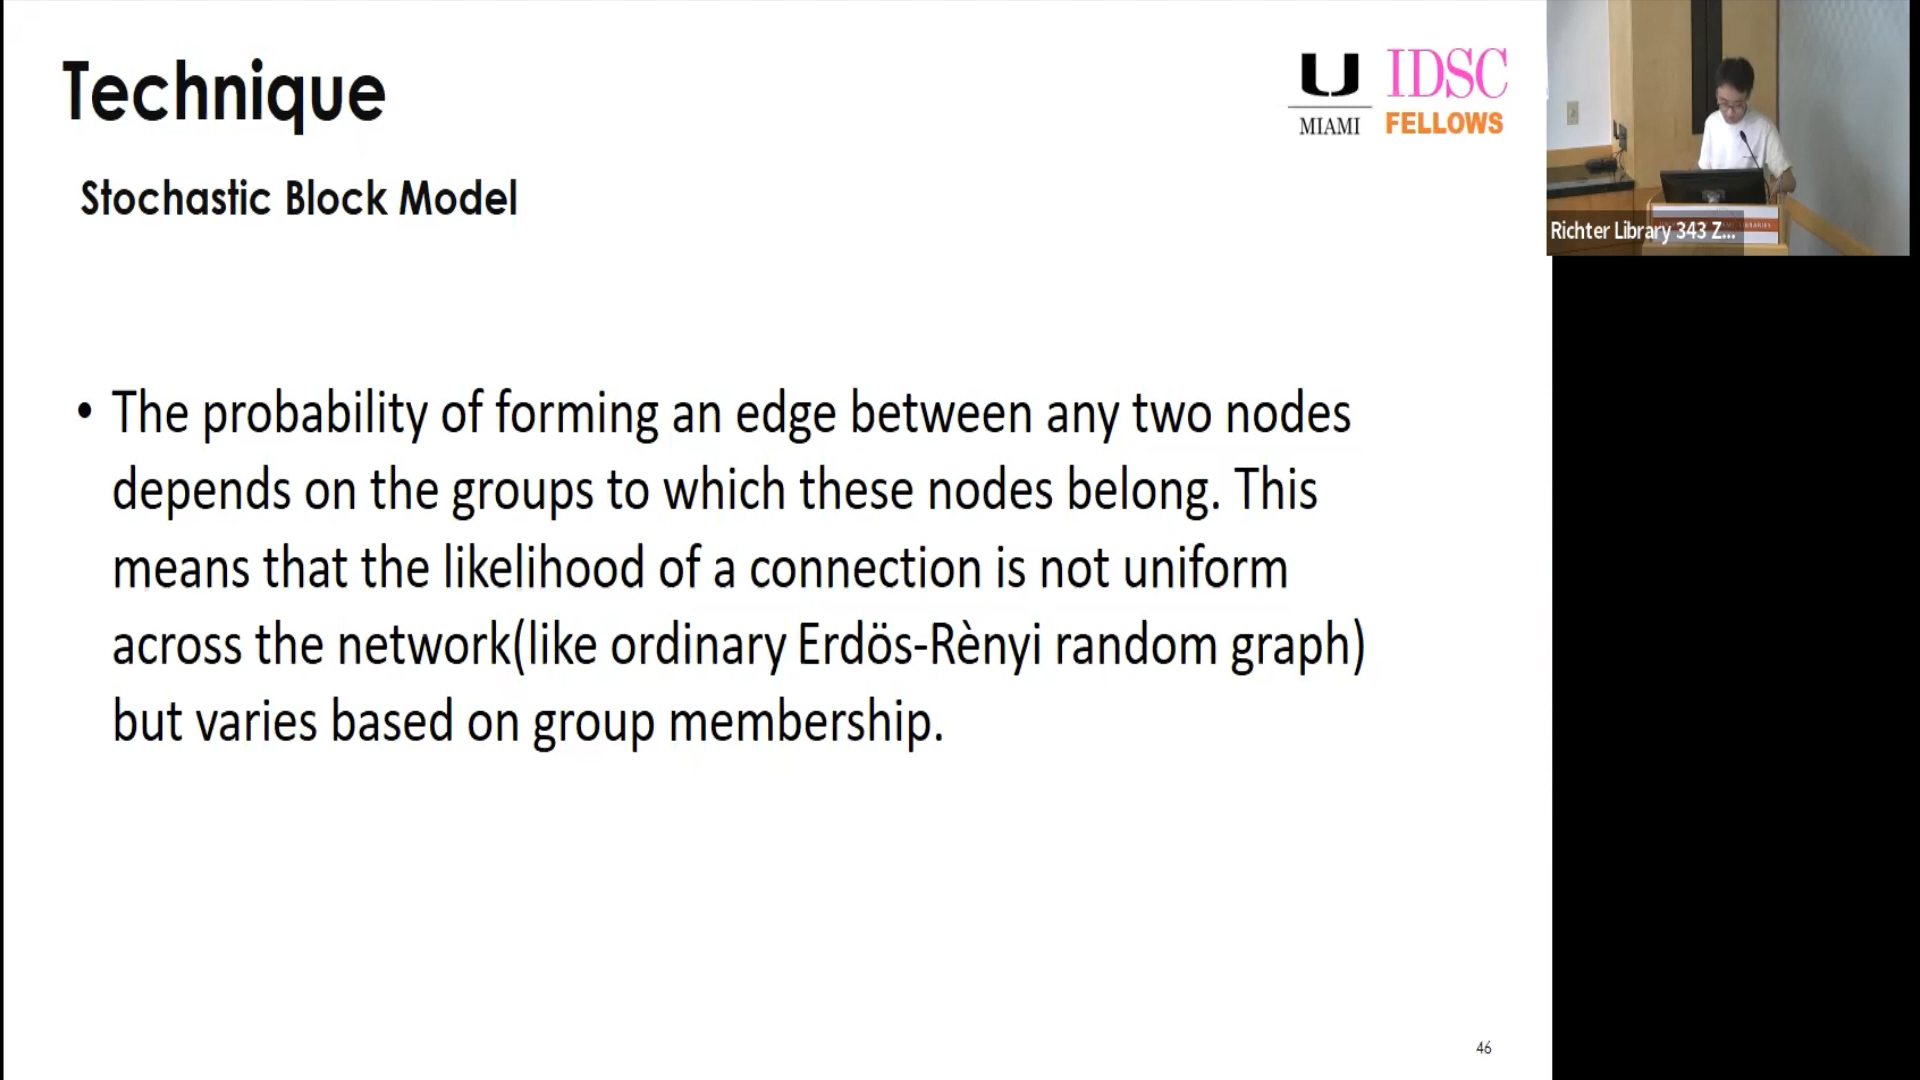 Technique
U
MIAMI
IDSC
FELLOWS
Stochastic Block Model
• The probability of forming an edge between any two nodes
depends on the groups to which these nodes belong. This
means that the likelihood of a connection is not uniform
across the network(like ordinary Erdös-Rènyi random graph)
but varies based on group membership.
46
Richter Library 343 Z...